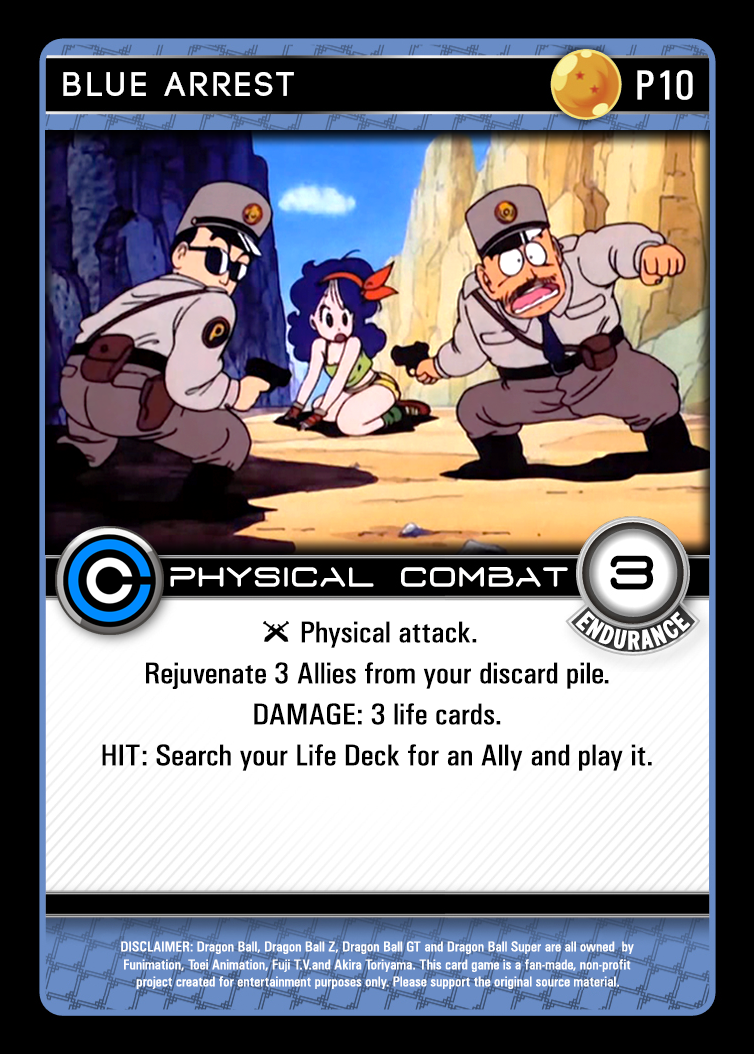 BLUE ARREST
P10
P
C PHYSICAL COMBAT 3
ENDURANCE
Physical attack.
Rejuvenate 3 Allies from your discard pile.
DAMAGE: 3 life cards.
HIT: Search your Life Deck for an Ally and play it.
DISCLAIMER: Dragon Ball, Dragon Ball Z, Dragon Ball GT and Dragon Ball Super are all owned by
Funimation, Toei Animation, Fuji T.V.and Akira Toriyama. This card game is a fan-made, non-profit
project created for entertainment purposes only. Please support the original source material.